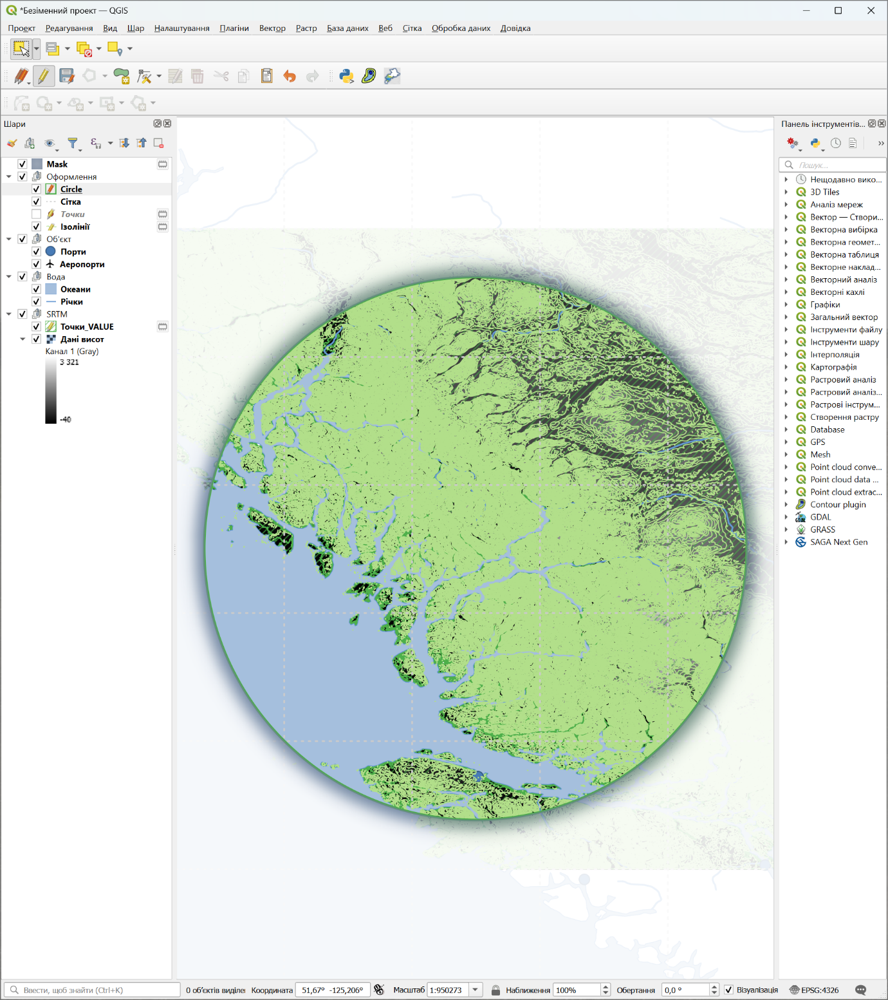 *Безіменний проект — QGIS
Проект Редагування Вид Шар Налаштування Плагіни Вектор Растр База даних Веб Сітка Обробка даних Довідка
Шари
Mask
Оформлення
Circle
Сітка
Точки
Ізолінії
Об'єкт
Порти
Аеропорти
Вода
Океани
Річки
SRTM
Точки_VALUE
Дані висот
Канал 1 (Gray)
3 321
-40
Панель інструментів...
Пошук...
Нещодавно вико...
3D Tiles
Аналіз мереж
Вектор — Створи...
Векторна вибірка
Векторна геомет...
Векторна таблиця
Векторне наклад...
Векторний аналіз
Векторні кахлі
Графіки
Загальний вектор
Інструменти файлу
Інструменти шару
Інтерполяція
Картографія
Растровий аналіз
Растровий аналіз...
Растрові інструм...
Створення растру
Database
GPS
Mesh
Point cloud conve...
Point cloud data ...
Point cloud extrac...
Contour plugin
GDAL
GRASS
SAGA Next Gen
Ввести, щоб знайти (Ctrl+K) 0 об'єктів виділе Координата 51,67° -125,206° Масштаб 1:950273 Наближення 100% Обертання 0,0 ° Візуалізація EPSG:4326